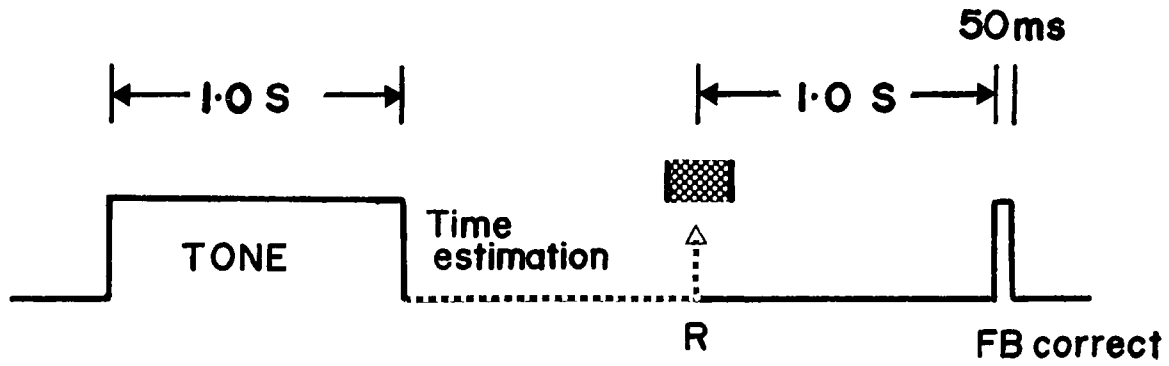 50ms
1.0 S
1.0 S
Time
estimation
TONE
R
FB correct